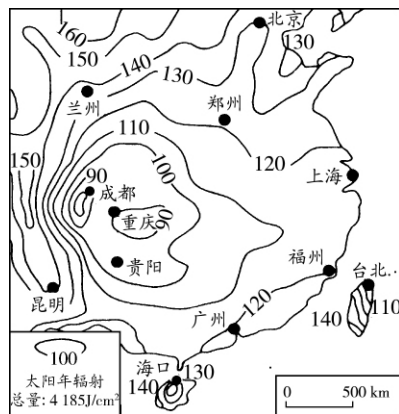 160
北京
150
140
130
130
兰州
郑州
110
120
100
150
90
成都
上海
重庆
90
贵阳
福州
台北
昆明
120
广州
140
110
100
海口
130
140
太阳年辐射
总量: 4 185J/cm²
0 500 km